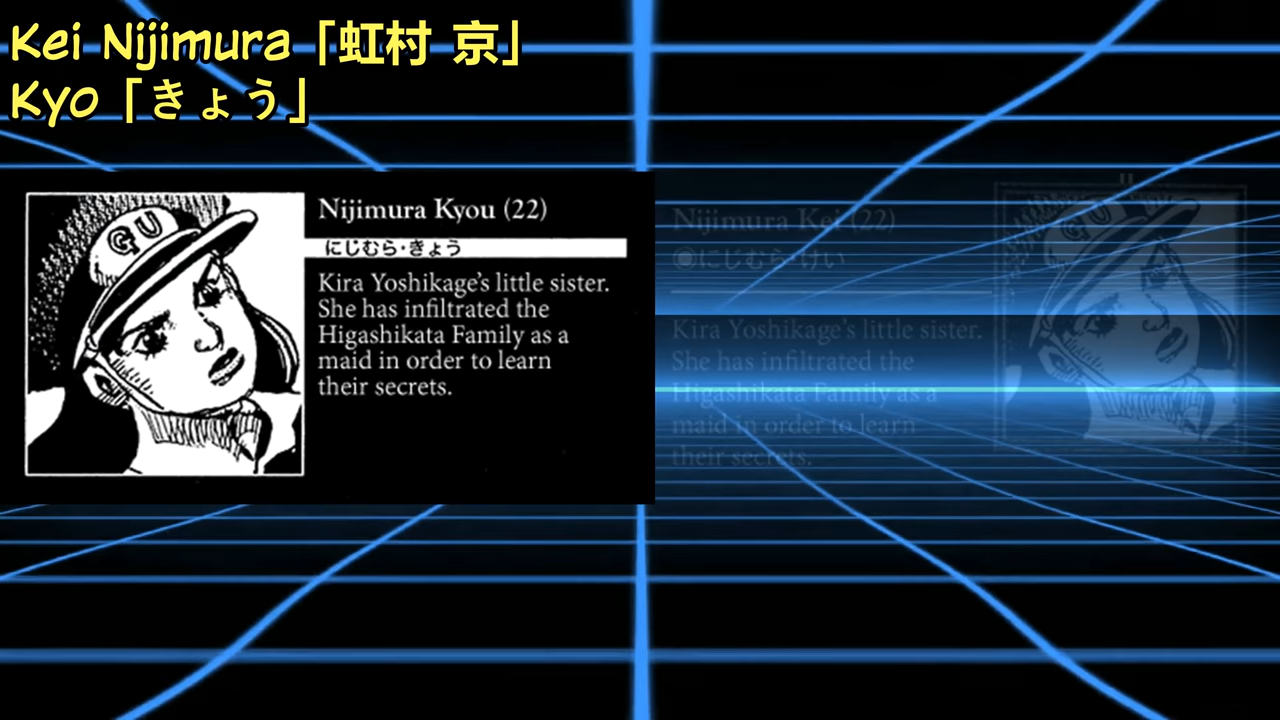 Kei Nijimura「虹村 京」
Kyo「きょう」
GU
Nijimura Kyou (22)
にじむら・きょう
Kira Yoshikage's little sister.
She has infiltrated the
Higashikata Family as a
maid in order to learn
their secrets.
Nijimura Kei (22)
◎にじむら・けい
Kira Yoshikage's little sister.
She has infiltrated the
Higashikata Family as a
maid in order to learn
their secrets.